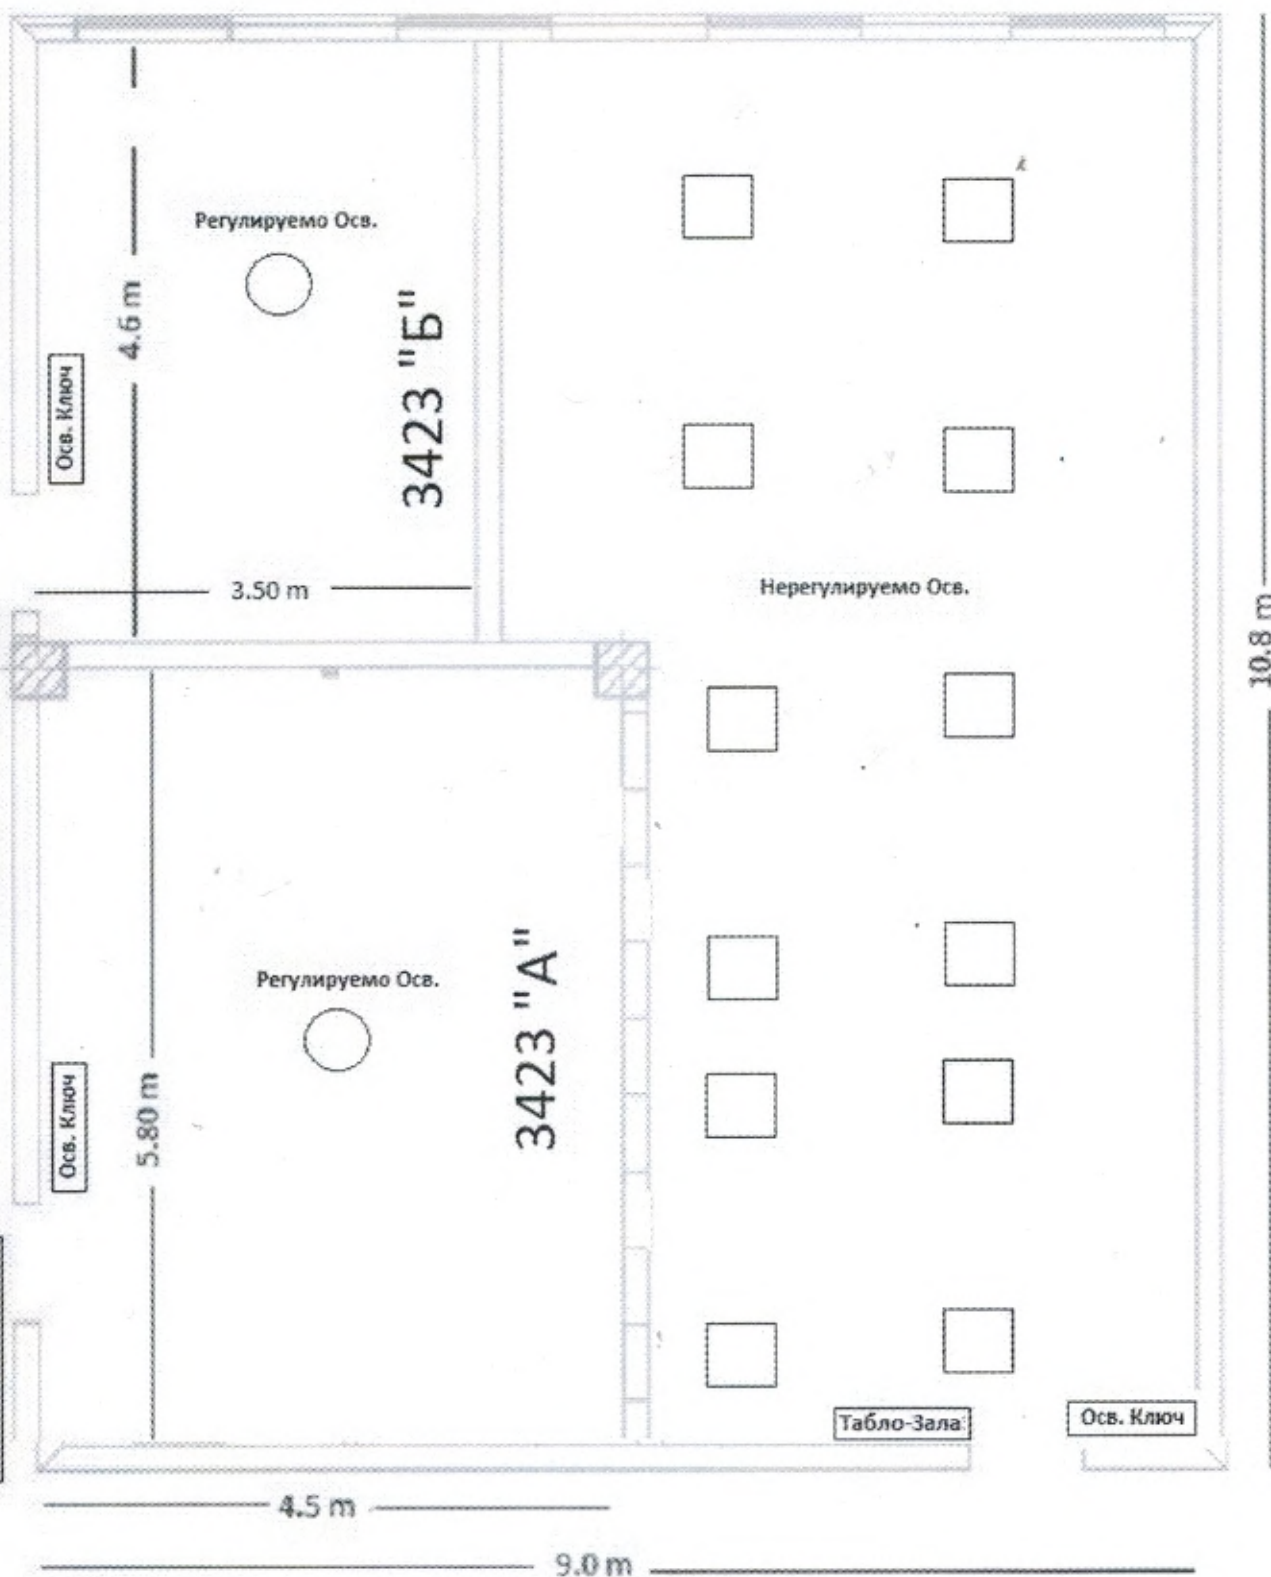 Регулируемо Осв.
4.6 m
Осв. Ключ
3423 "Б"
3.50 m
Нерегулируемо Осв.
10.8 m
Регулируемо Осв.
3423 "А"
Осв. Ключ
5.80 m
Табло-Зала
Осв. Ключ
4.5 m
9.0 m